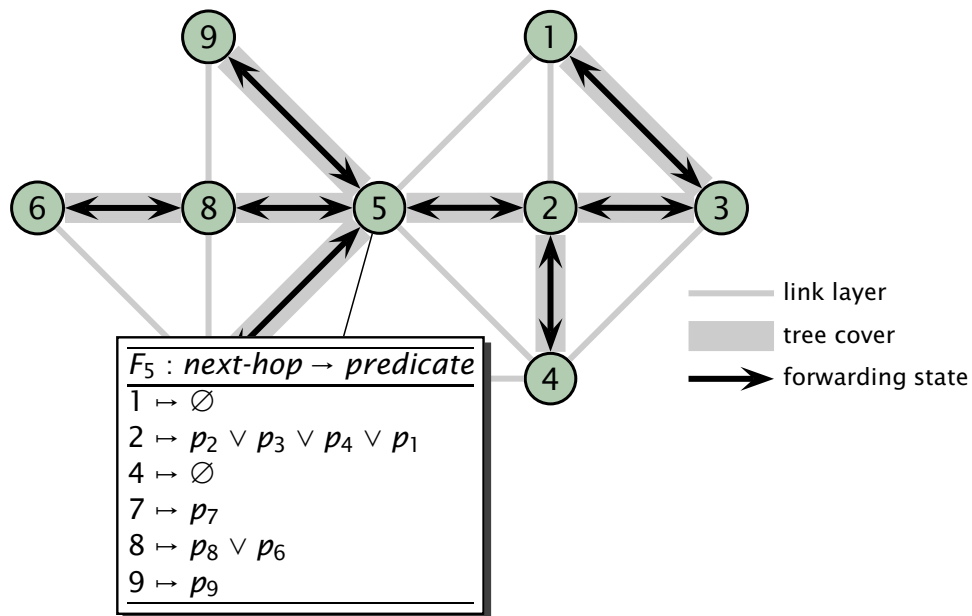 9
1
6
8
5
2
3
link layer
tree cover
forwarding state
4
F₅ : next-hop → predicate
1 ↦ ∅
2 ↦ p₂ ∨ p₃ ∨ p₄ ∨ p₁
4 ↦ ∅
7 ↦ p₇
8 ↦ p₈ ∨ p₆
9 ↦ p₉